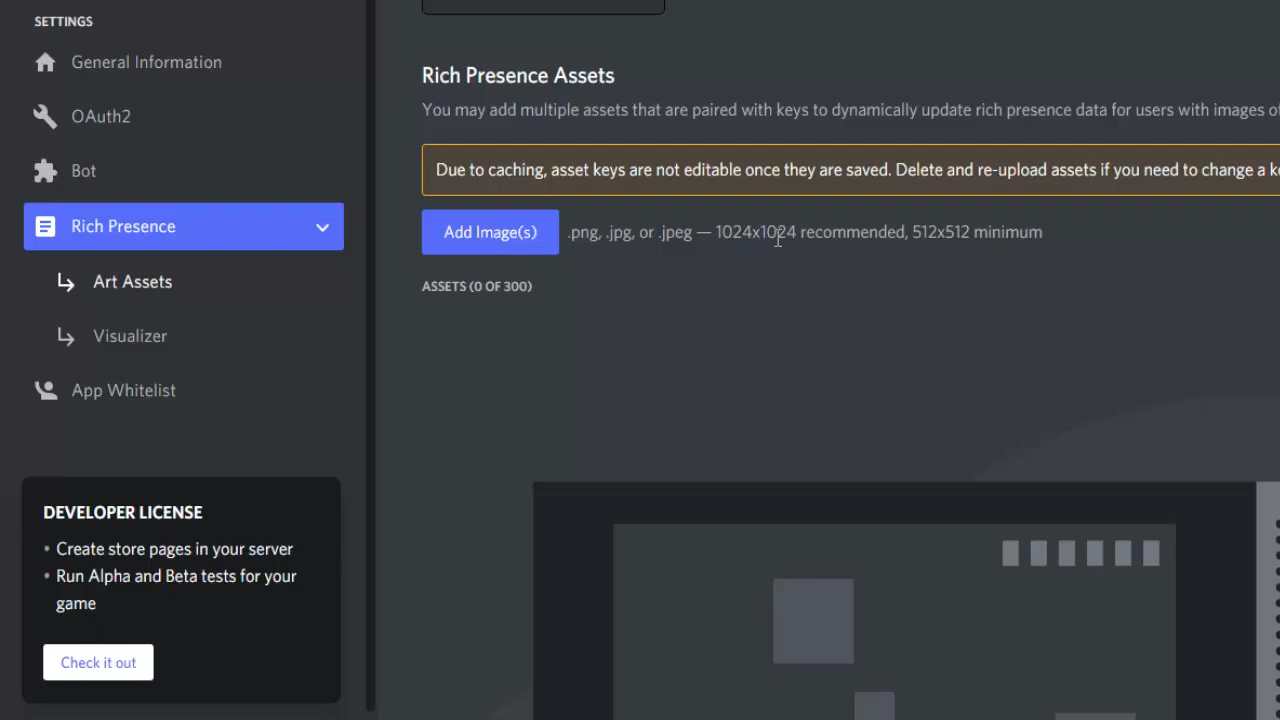 SETTINGS
General Information
OAuth2
Bot
Rich Presence
Art Assets
Visualizer
App Whitelist
DEVELOPER LICENSE
• Create store pages in your server
• Run Alpha and Beta tests for your
game
Check it out
Rich Presence Assets
You may add multiple assets that are paired with keys to dynamically update rich presence data for users with images
Due to caching, asset keys are not editable once they are saved. Delete and re-upload assets if you need to change a
Add Image(s)
.png, .jpg, or .jpeg — 1024x1024 recommended, 512x512 minimum
ASSETS (0 OF 300)